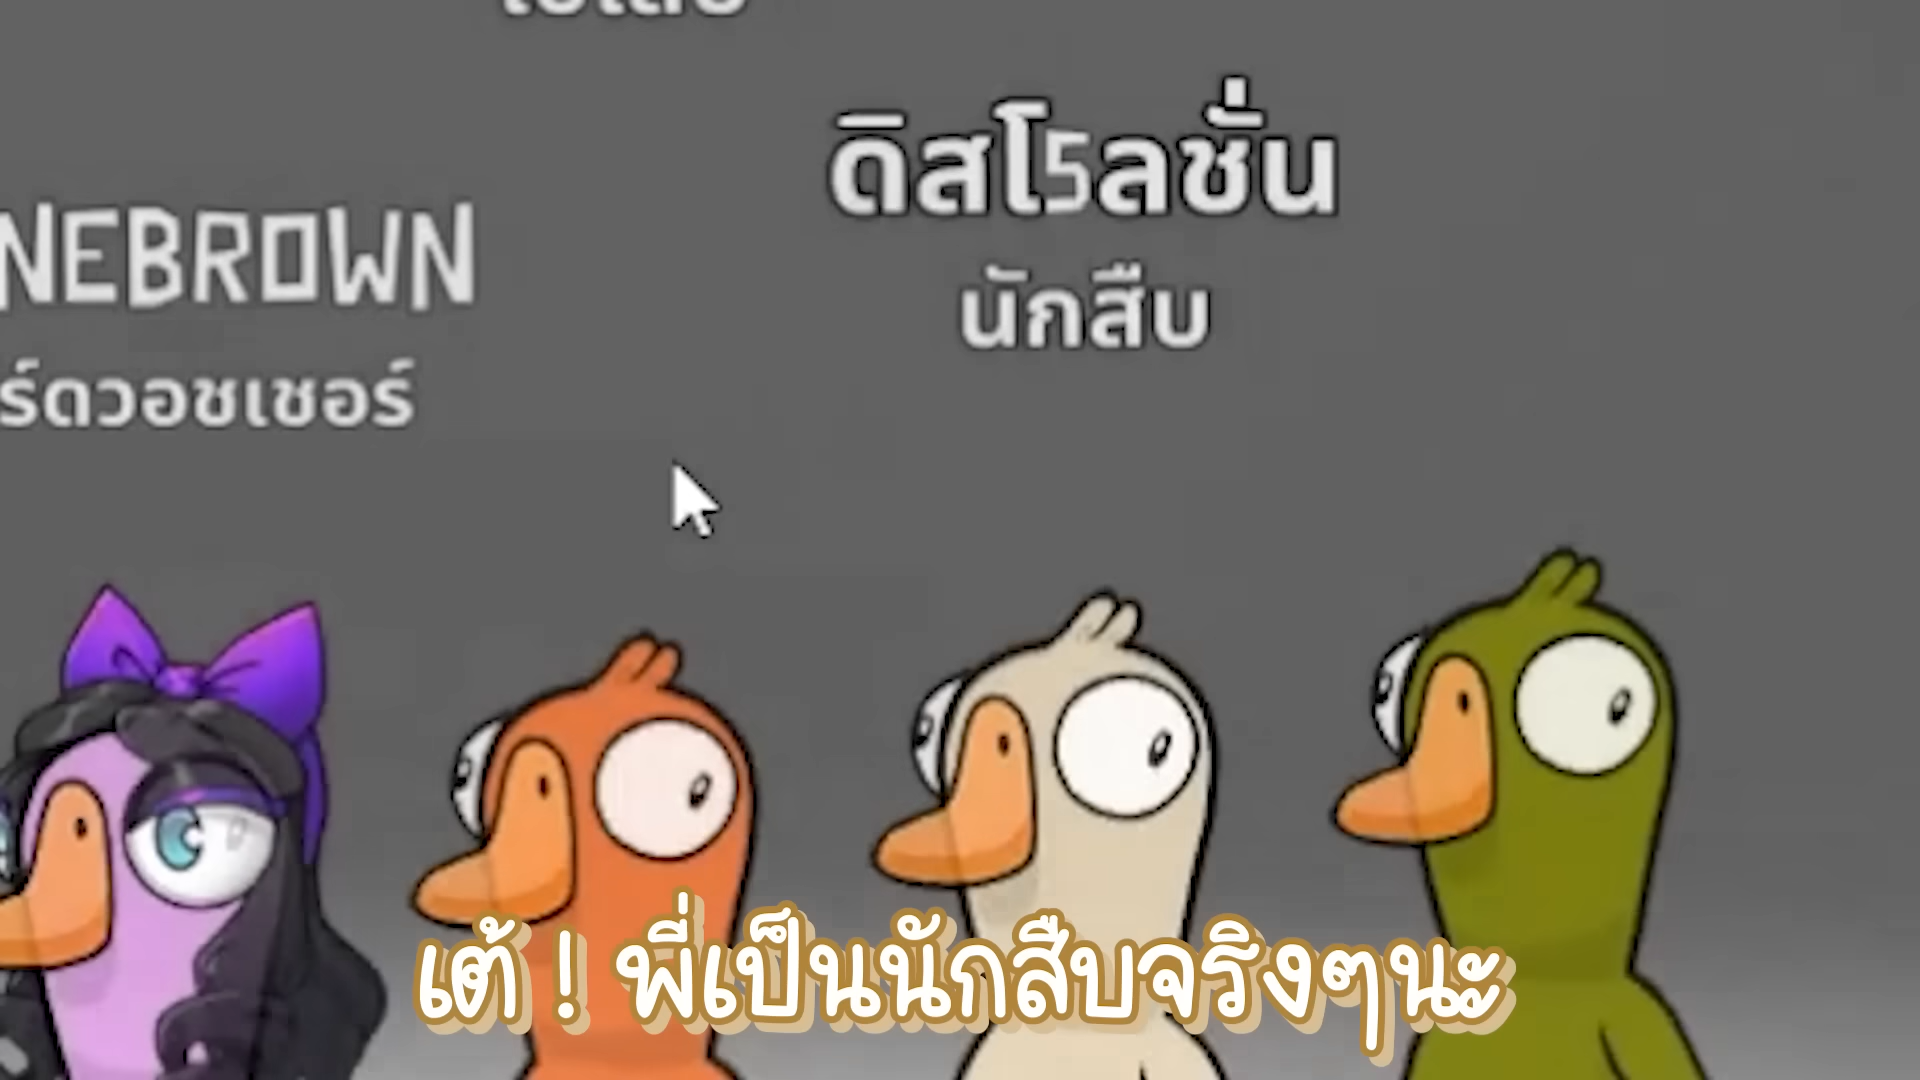 ดิสโ5ลชั่น
นักสืบ
NEBROWN
ร์ดวอชเชอร์
เต้ ! พี่เป็นนักสืบจริงๆนะ